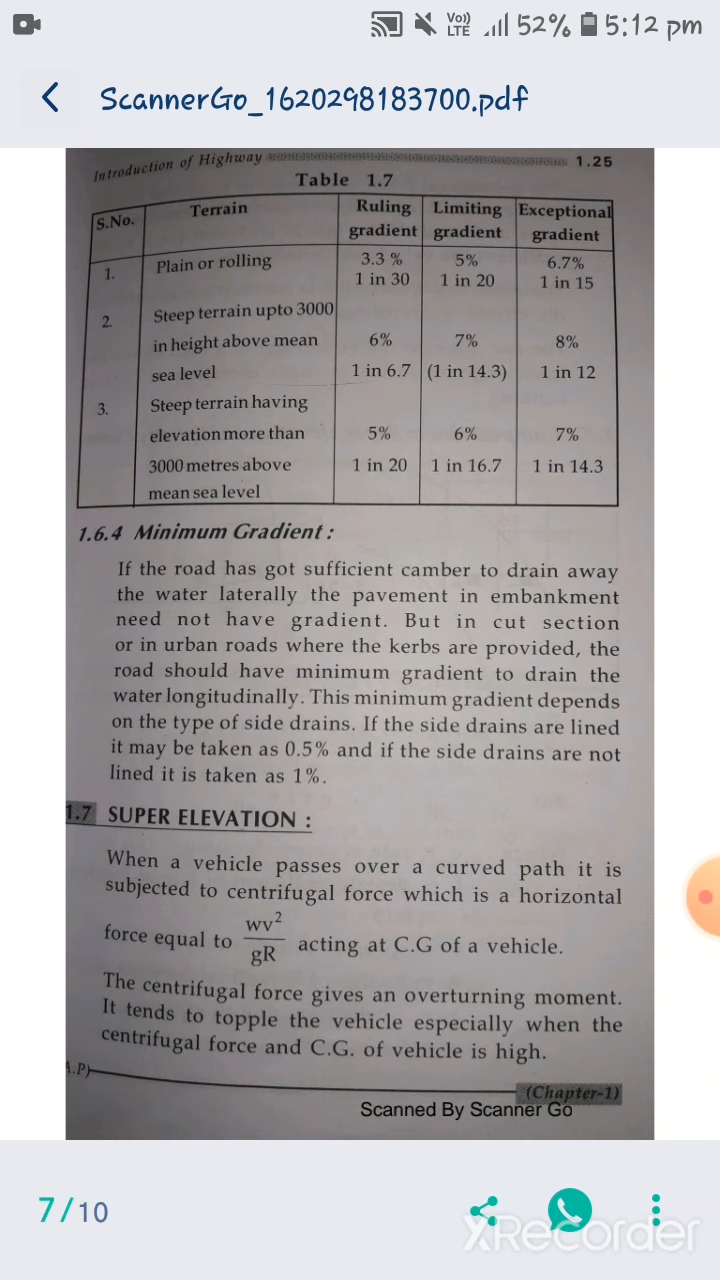 Vo))
LTE
52%
5:12 pm
ScannerGo_1620298183700.pdf
Introduction of Highway
1.25
Table 1.7
S.No. Terrain Ruling gradient Limiting gradient Exceptional gradient
1. Plain or rolling 3.3 % 5% 6.7%
1 in 30 1 in 20 1 in 15
2. Steep terrain upto 3000
in height above mean 6% 7% 8%
sea level 1 in 6.7 (1 in 14.3) 1 in 12
3. Steep terrain having
elevation more than 5% 6% 7%
3000 metres above 1 in 20 1 in 16.7 1 in 14.3
mean sea level
1.6.4 Minimum Gradient :
If the road has got sufficient camber to drain away
the water laterally the pavement in embankment
need not have gradient. But in cut section
or in urban roads where the kerbs are provided, the
road should have minimum gradient to drain the
water longitudinally. This minimum gradient depends
on the type of side drains. If the side drains are lined
it may be taken as 0.5% and if the side drains are not
lined it is taken as 1%.
1.7 SUPER ELEVATION :
When a vehicle passes over a curved path it is
subjected to centrifugal force which is a horizontal
force equal to wv²/gR acting at C.G of a vehicle.
The centrifugal force gives an overturning moment.
It tends to topple the vehicle especially when the
centrifugal force and C.G. of vehicle is high.
A.P)
(Chapter-1)
Scanned By Scanner Go
7/10
XRecorder